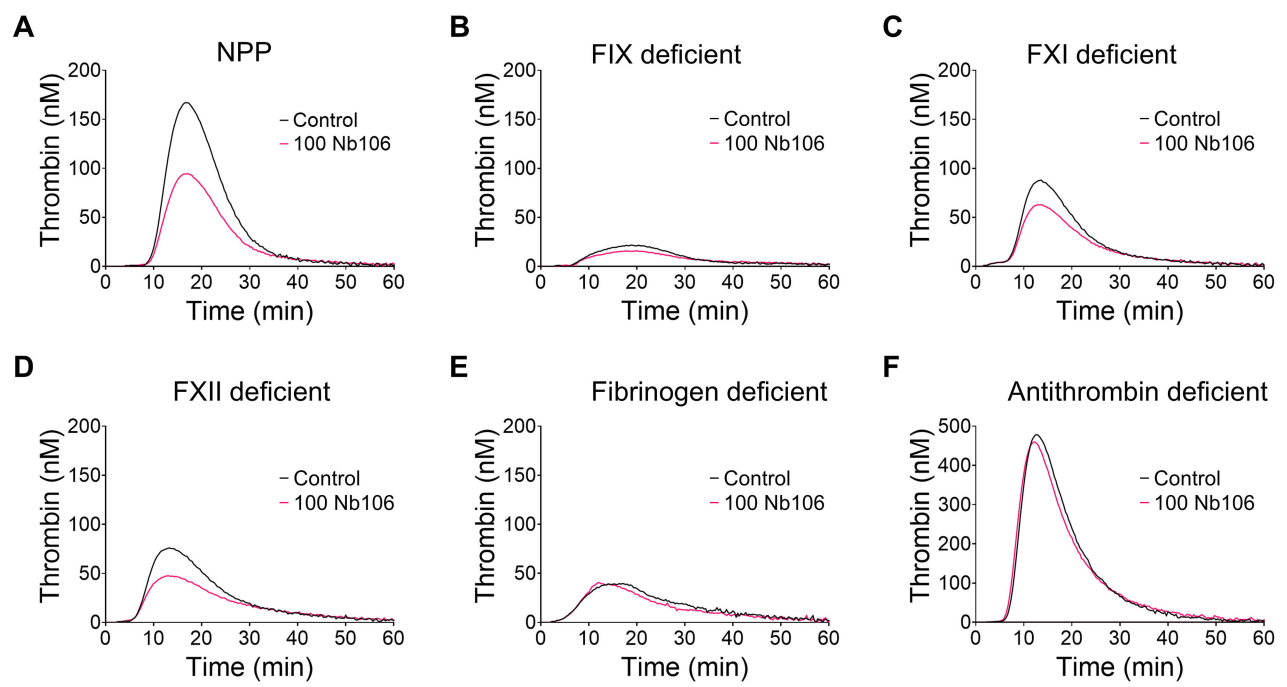 A
NPP
200
150
100
50
0
Thrombin (nM)
Control
100 Nb106
0 10 20 30 40 50 60
Time (min)
B
FIX deficient
200
150
100
50
0
Thrombin (nM)
Control
100 Nb106
0 10 20 30 40 50 60
Time (min)
C
FXI deficient
200
150
100
50
0
Thrombin (nM)
Control
100 Nb106
0 10 20 30 40 50 60
Time (min)
D
FXII deficient
200
150
100
50
0
Thrombin (nM)
Control
100 Nb106
0 10 20 30 40 50 60
Time (min)
E
Fibrinogen deficient
200
150
100
50
0
Thrombin (nM)
Control
100 Nb106
0 10 20 30 40 50 60
Time (min)
F
Antithrombin deficient
500
400
300
200
100
0
Thrombin (nM)
Control
100 Nb106
0 10 20 30 40 50 60
Time (min)